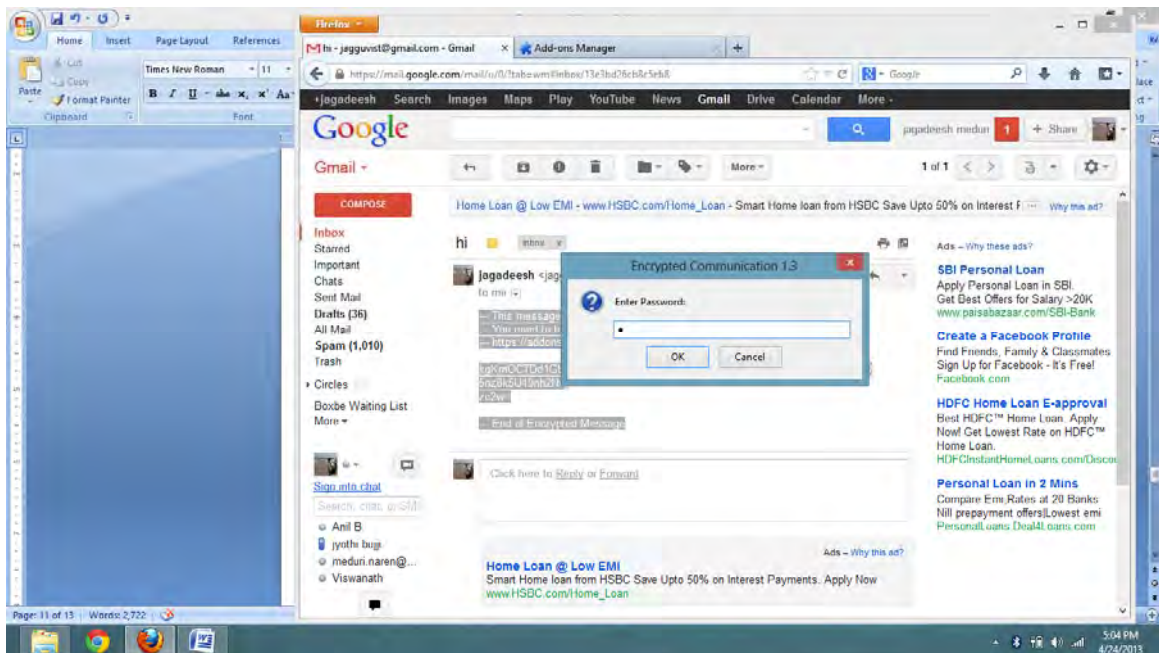 Home Insert Page Layout References
Cut
Copy
Format Painter
Paste
Clipboard
Times New Roman 11
B I U abc x, x' Aa
Font
Firefox
hi - jagguvist@gmail.com - Gmail x
Add-ons Manager
Google
+Jagadeesh Search Images Maps Play YouTube News Gmail Drive Calendar More
Google
jagadeesh meduri 1 + Share
Gmail
More
1 of 1
COMPOSE
Home Loan @ Low EMI - www.HSBC.com/Home_Loan - Smart Home loan from HSBC Save Upto 50% on Interest F ... Why this ad?
Inbox
Starred
Important
Chats
Sent Mail
Drafts (36)
All Mail
Spam (1,010)
Trash
Circles
Boxbe Waiting List
More
hi
Inbox x
Jagadeesh <jag
to me
-- This message
-- https://addons
-- End of Encrypted Message
Encrypted Communication 1.3
Enter Password:
OK Cancel
Click here to Reply or Forward
Ads – Why this ad?
Home Loan @ Low EMI
Smart Home loan from HSBC Save Upto 50% on Interest Payments. Apply Now
www.HSBC.com/Home_Loan
Ads – Why these ads?
SBI Personal Loan
Apply Personal Loan in SBI.
Get Best Offers for Salary >20K
www.paisabazaar.com/SBI-Bank
Create a Facebook Profile
Find Friends, Family & Classmates
Sign Up for Facebook - It's Free!
Facebook.com
HDFC Home Loan E-approval
Best HDFC™ Home Loan. Apply
Now! Get Lowest Rate on HDFC™
Home Loan.
HDFCInstantHomeLoans.com/Discou
Personal Loan in 2 Mins
Compare Emi,Rates at 20 Banks
Nill prepayment offers|Lowest emi
PersonalLoans.Deal4Loans.com
Sign into chat
Anil B
jyothi bujji
meduri.naren@...
Viswanath
Page: 11 of 13 Words: 2,722
5:04 PM
4/24/2013